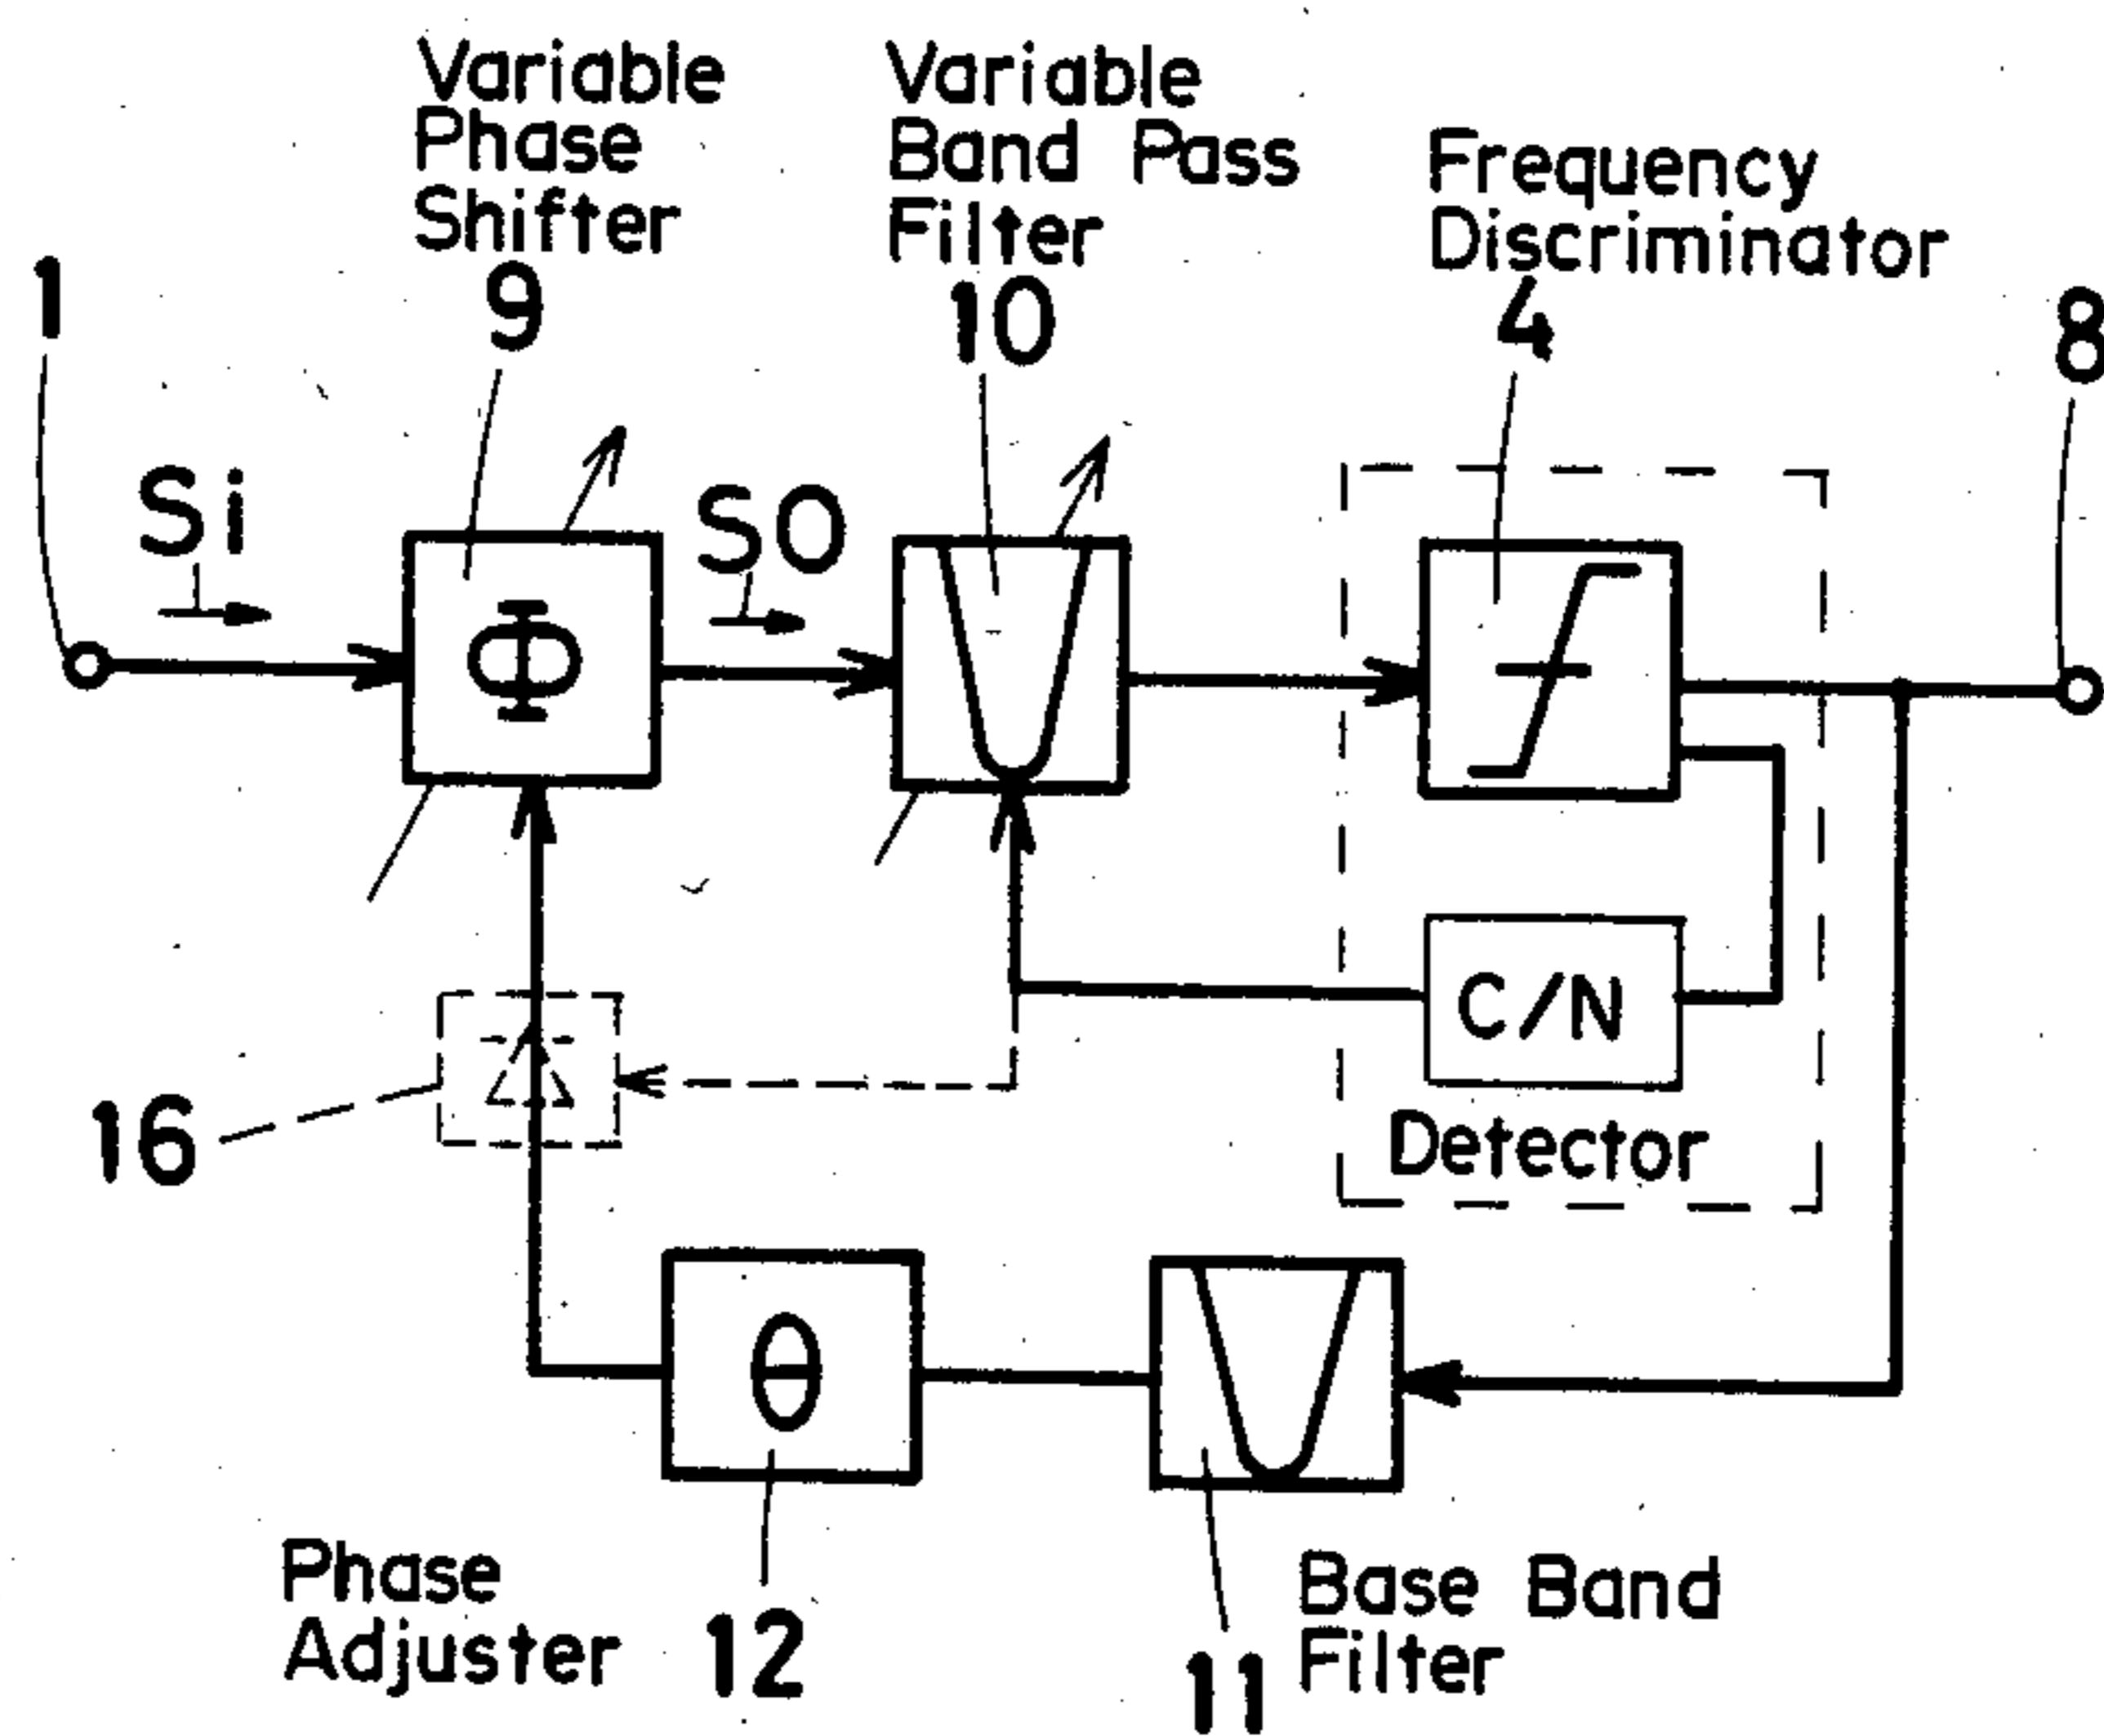 Variable
Phase
Shifter
9
Variable
Band Pass
Filter
10
Frequency
Discriminator
4
1
8
Si
SO
Φ
C/N
Detector
16
θ
Phase
Adjuster
12
11
Base Band
Filter